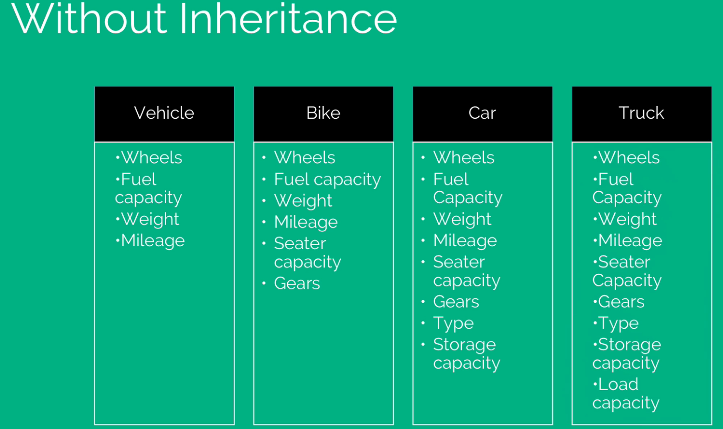 Without Inheritance
Vehicle
•Wheels
•Fuel
capacity
•Weight
•Mileage
Bike
• Wheels
• Fuel capacity
• Weight
• Mileage
• Seater
capacity
• Gears
Car
• Wheels
• Fuel
Capacity
• Weight
• Mileage
• Seater
capacity
• Gears
• Type
• Storage
capacity
Truck
•Wheels
•Fuel
Capacity
•Weight
•Mileage
•Seater
Capacity
•Gears
•Type
•Storage
capacity
•Load
capacity